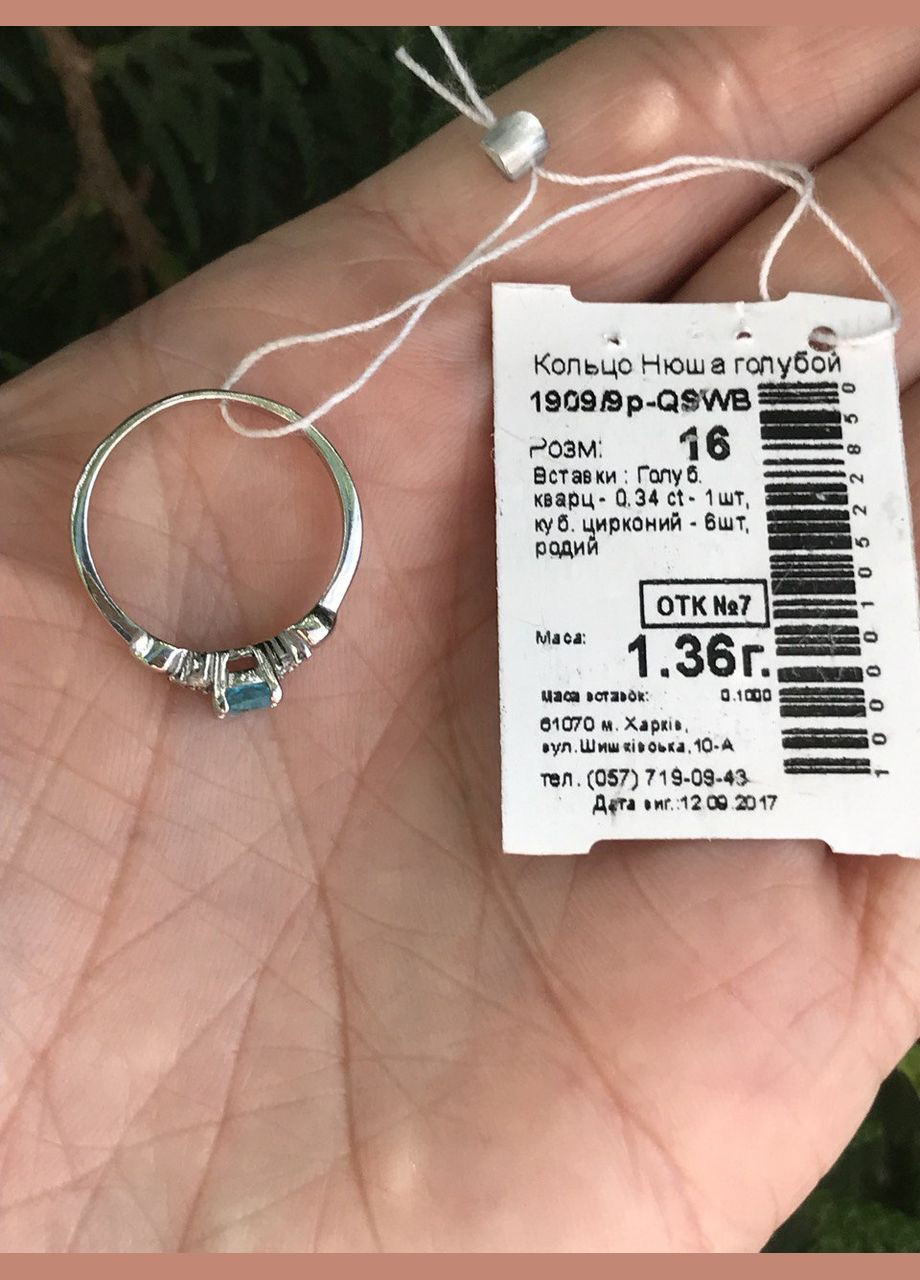 Кольцо Нюша голубой
1909/9р-QSWB
Розм: 16
Вставки : Голуб.
кварц - 0.34 ct - 1шт,
куб. цирконий - 6шт,
родий
ОТК №7
Маса: 1.36г.
маса вставок: 0.1000
61070 м. Харків,
вул.Шишківська,10-А
тел. (057) 719-09-43
Дата виг.:12.09.2017
100010522850